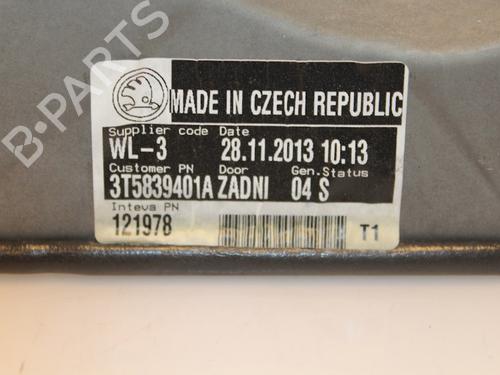 B-PARTS
MADE IN CZECH REPUBLIC
Supplier code Date
WL-3 28.11.2013 10:13
Customer PN Door Gen.Status
3T5839401A ZADNI 04 S
Inteva PN
121978 T1